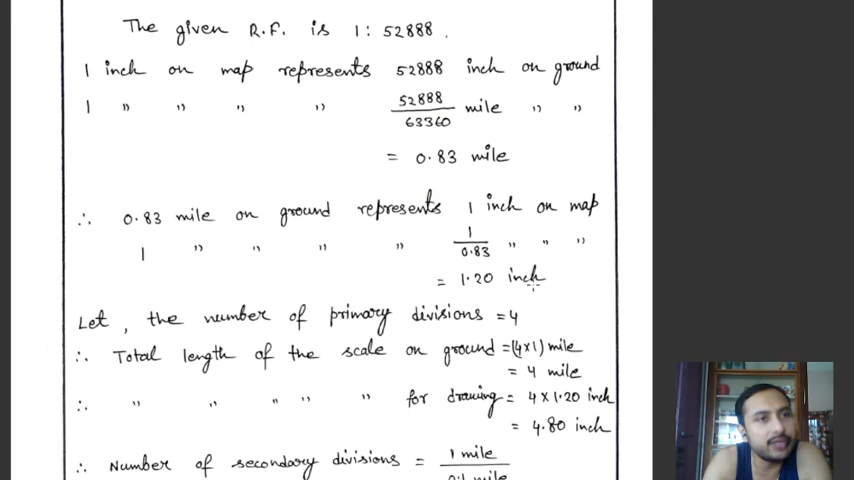 The given R.F. is 1: 52888.
1 inch on map represents 52888 inch on ground
1 " " " " 52888/63360 mile " "
= 0.83 mile
∴ 0.83 mile on ground represents 1 inch on map
1 " " " " 1/0.83 " " "
= 1.20 inch
Let, the number of primary divisions = 4
∴ Total length of the scale on ground = (4×1) mile
= 4 mile
∴ " " " " " for drawing = 4 × 1.20 inch
= 4.80 inch
∴ Number of secondary divisions = 1 mile/0.1 mile